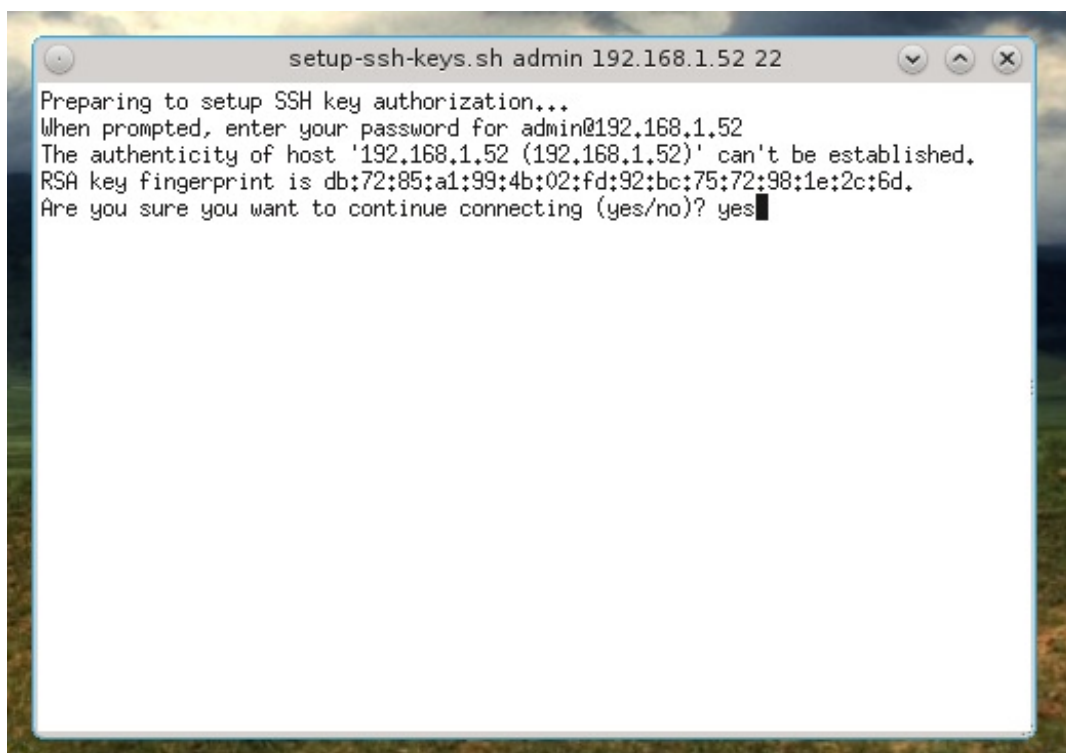 setup-ssh-keys.sh admin 192.168.1.52 22
Preparing to setup SSH key authorization...
When prompted, enter your password for admin@192.168.1.52
The authenticity of host '192.168.1.52 (192.168.1.52)' can't be established.
RSA key fingerprint is db:72:85:a1:99:4b:02:fd:92:bc:75:72:98:1e:2c:6d.
Are you sure you want to continue connecting (yes/no)? yes